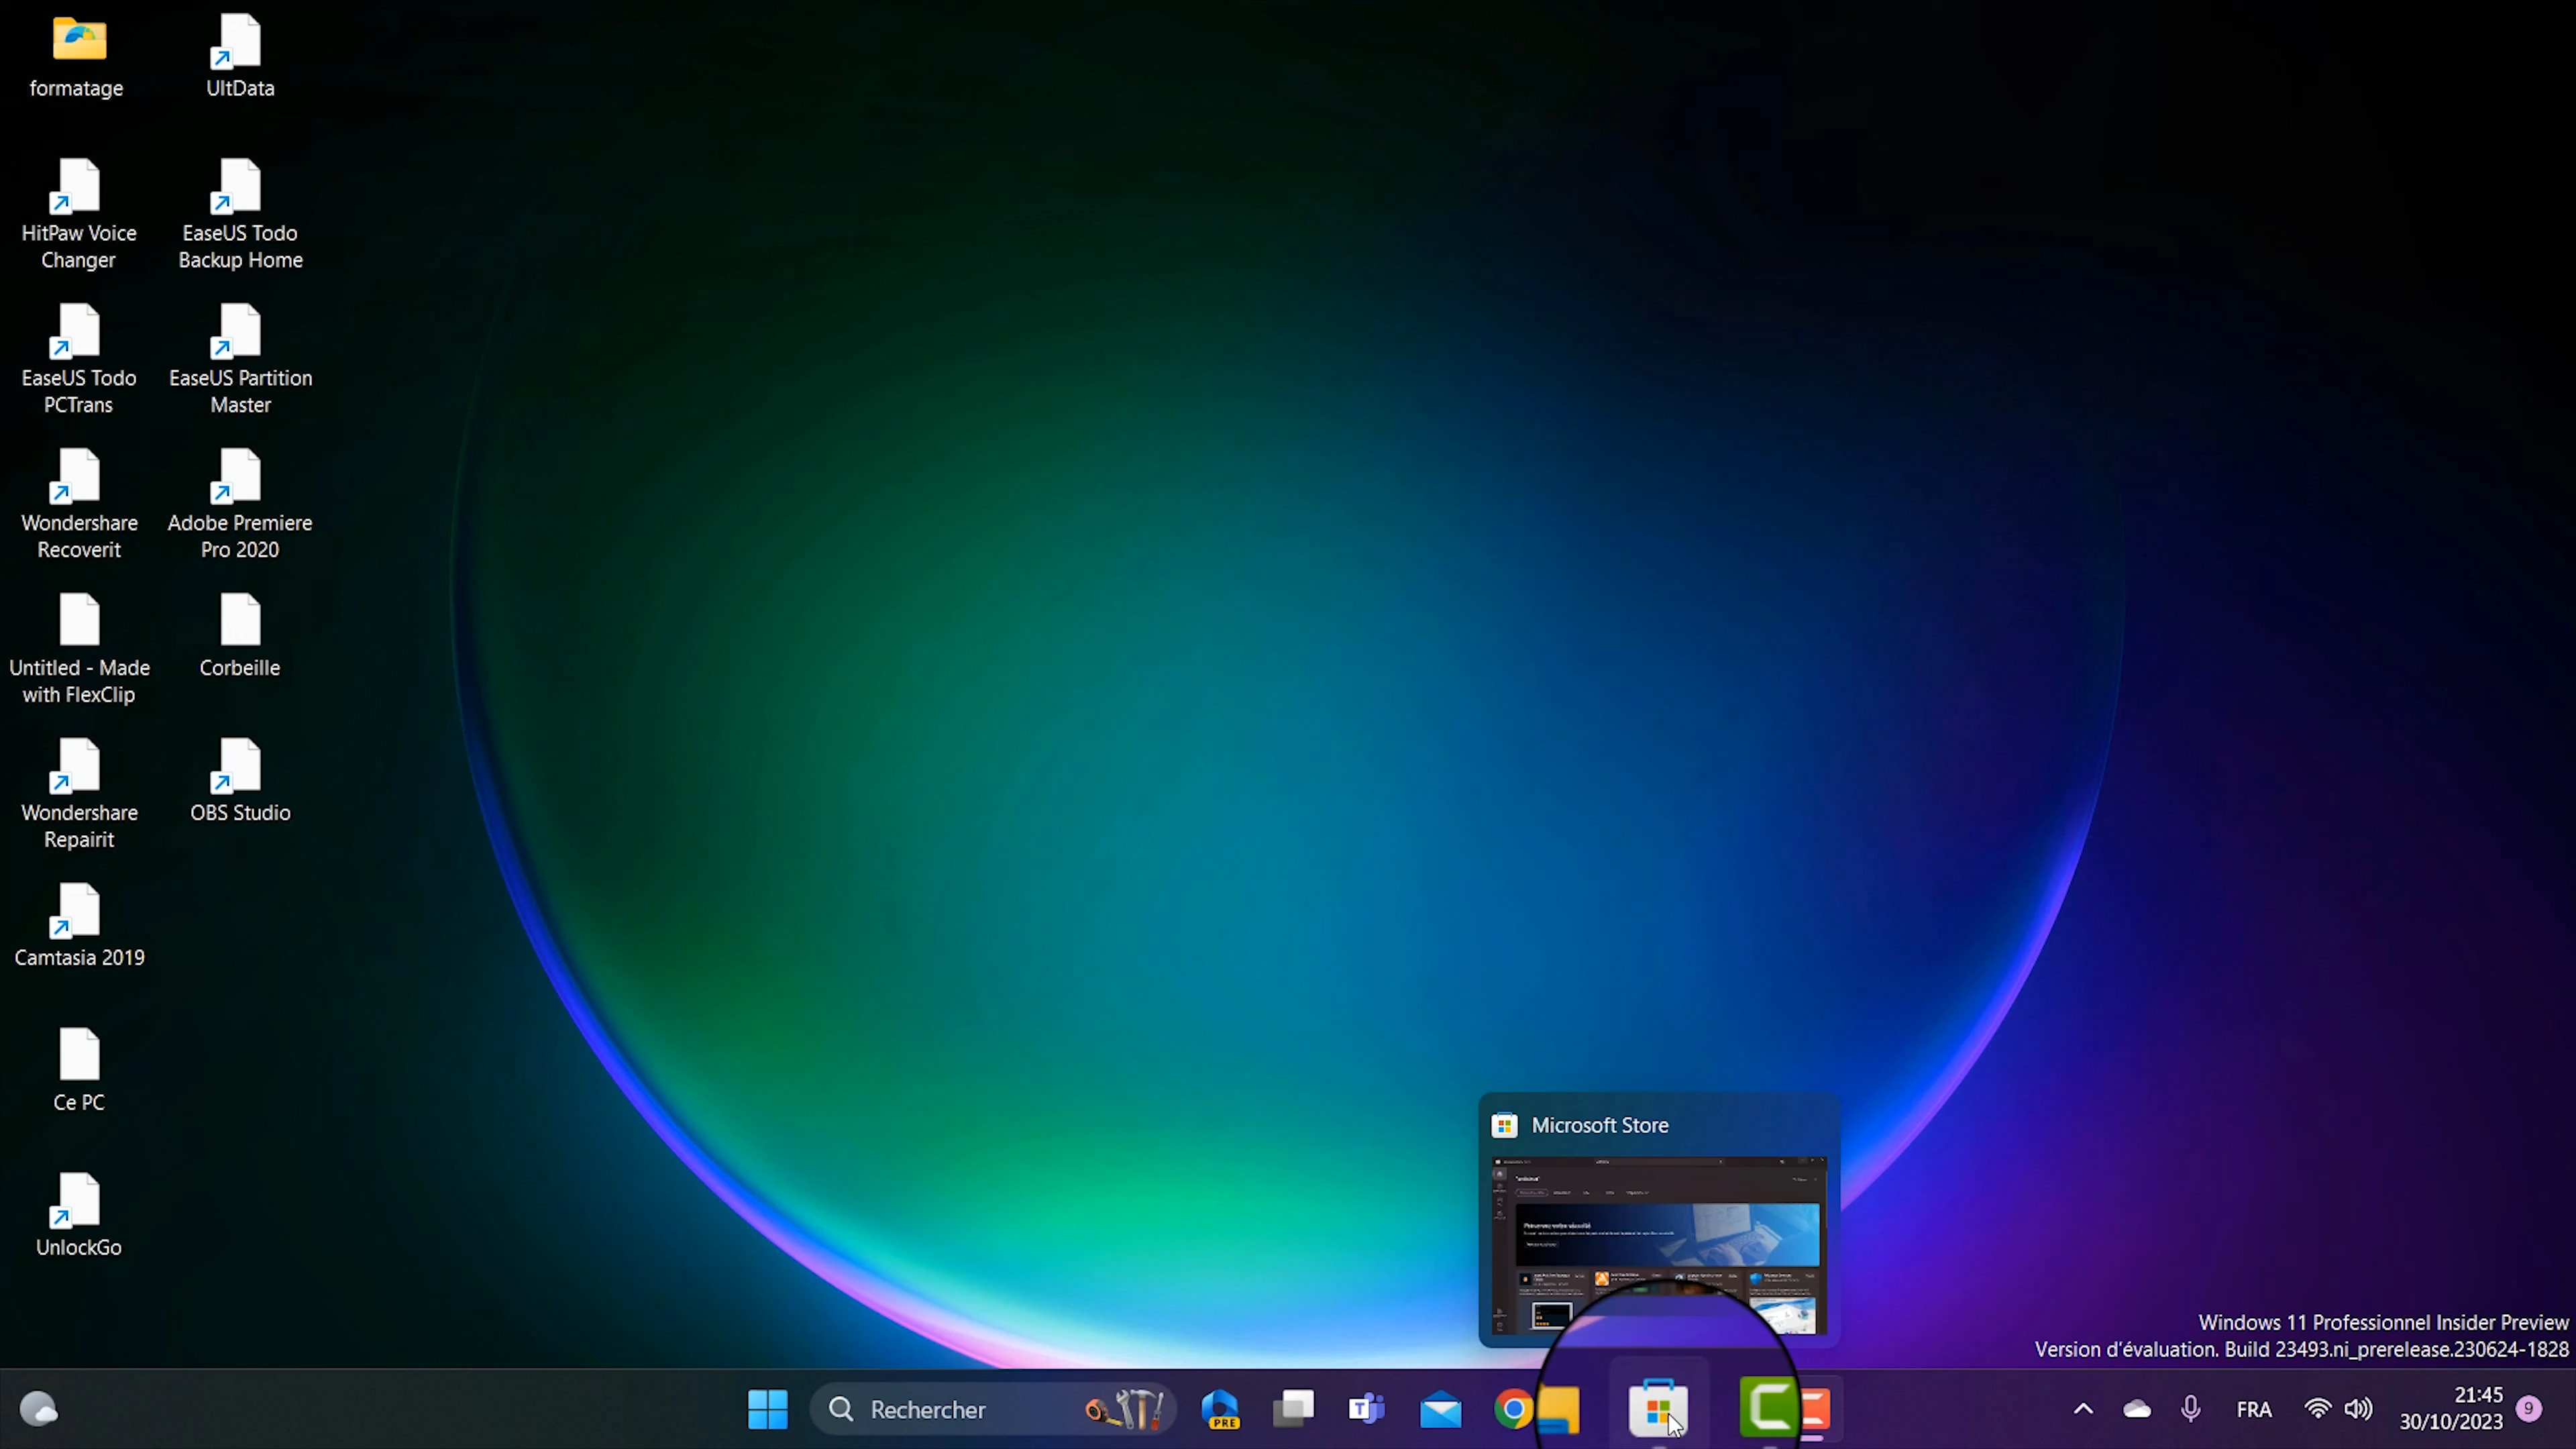 formatage
UltData
HitPaw Voice
Changer
EaseUS Todo
Backup Home
EaseUS Todo
PCTrans
EaseUS Partition
Master
Wondershare
Recoverit
Adobe Premiere
Pro 2020
Untitled - Made
with FlexClip
Corbeille
Wondershare
Repairit
OBS Studio
Camtasia 2019
Ce PC
UnlockGo
Microsoft Store
Windows 11 Professionnel Insider Preview
Version d'évaluation. Build 23493.ni_prerelease.230624-1828
Rechercher
PRE
T
FRA
21:45
30/10/2023
9